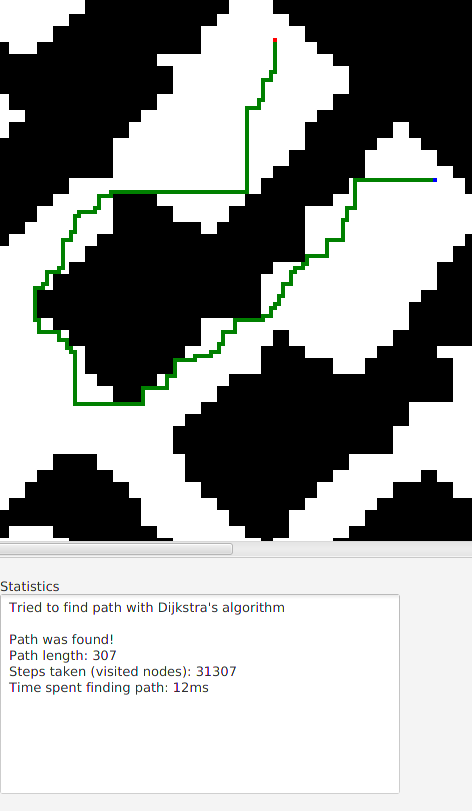 Statistics
Tried to find path with Dijkstra's algorithm
Path was found!
Path length: 307
Steps taken (visited nodes): 31307
Time spent finding path: 12ms